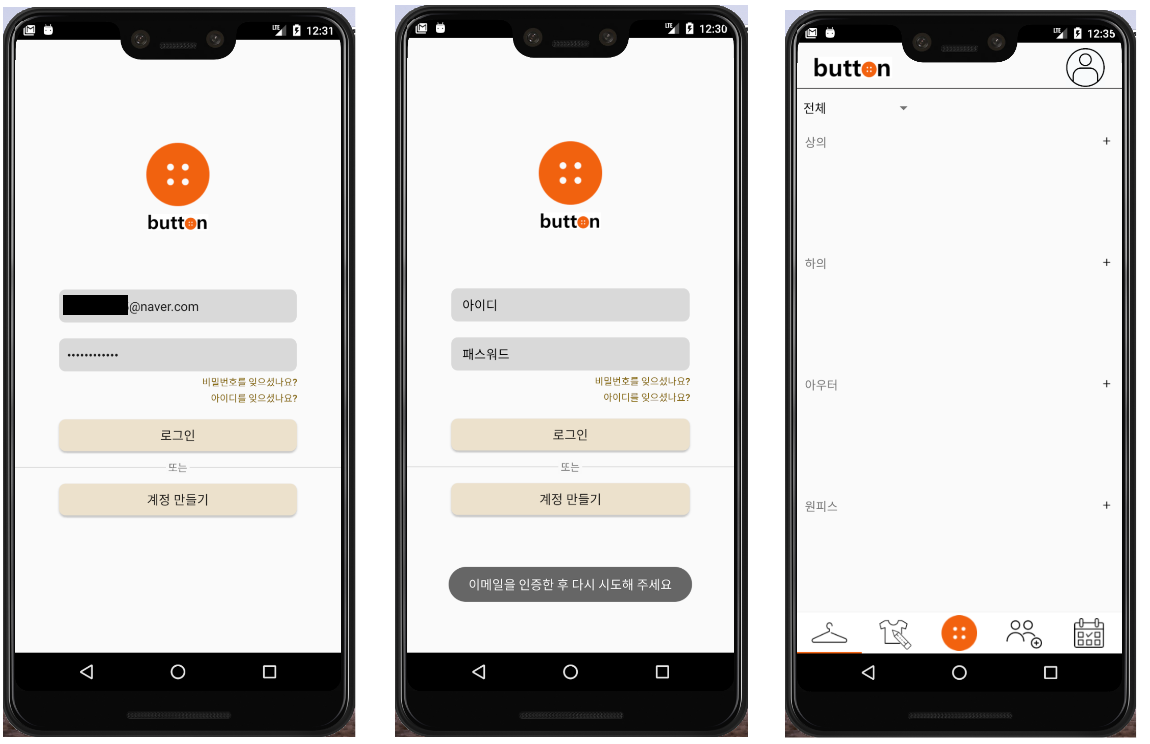 LTE 12:31
button
@naver.com
비밀번호를 잊으셨나요?
아이디를 잊으셨나요?
로그인
또는
계정 만들기
LTE 12:30
button
아이디
패스워드
비밀번호를 잊으셨나요?
아이디를 잊으셨나요?
로그인
또는
계정 만들기
이메일을 인증한 후 다시 시도해 주세요
LTE 12:35
button
전체
상의 +
하의 +
아우터 +
원피스 +